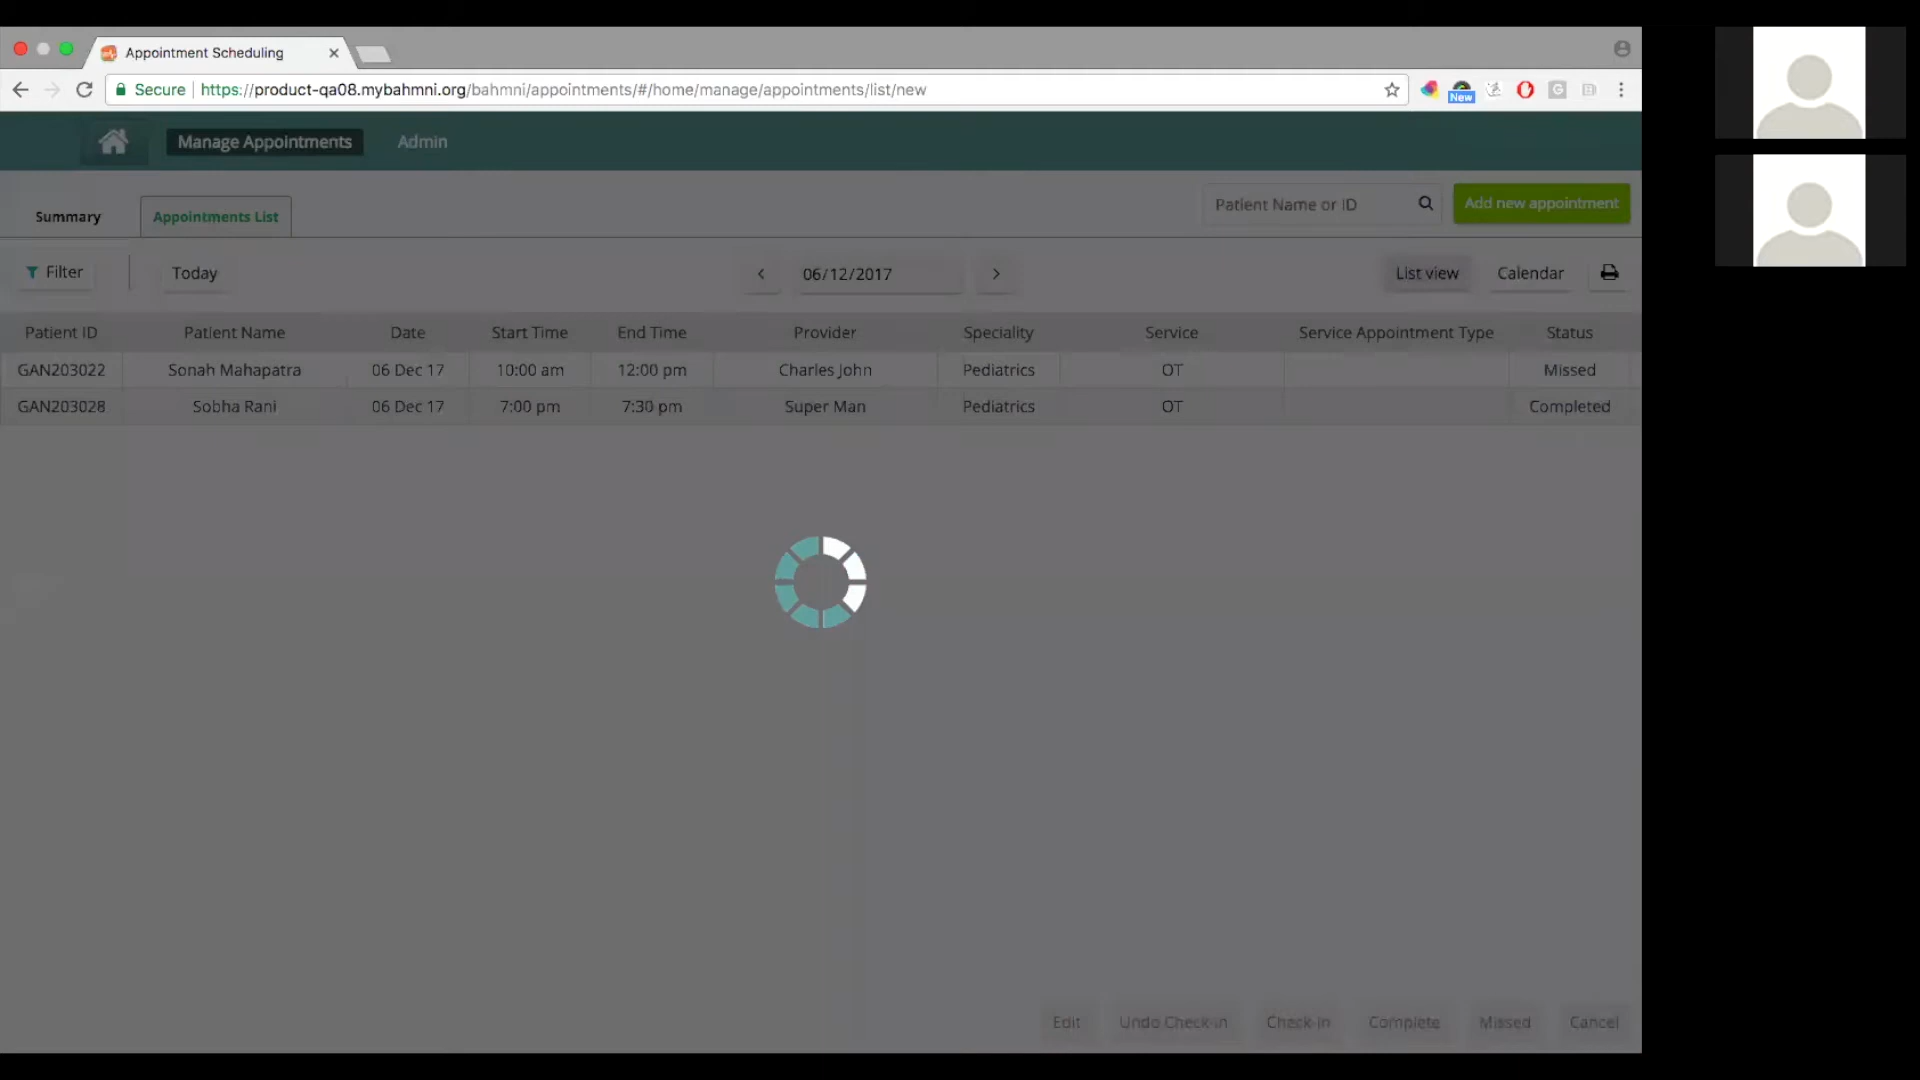 Appointment Scheduling
Secure https://product-qa08.mybahmni.org/bahmni/appointments/#/home/manage/appointments/list/new
New
Manage Appointments Admin
Summary Appointments List Patient Name or ID Add new appointment
Filter Today 06/12/2017 List view Calendar
Patient ID Patient Name Date Start Time End Time Provider Speciality Service Service Appointment Type Status
GAN203022 Sonah Mahapatra 06 Dec 17 10:00 am 12:00 pm Charles John Pediatrics OT Missed
GAN203028 Sobha Rani 06 Dec 17 7:00 pm 7:30 pm Super Man Pediatrics OT Completed
Edit Undo Check-in Check-in Complete Missed Cancel